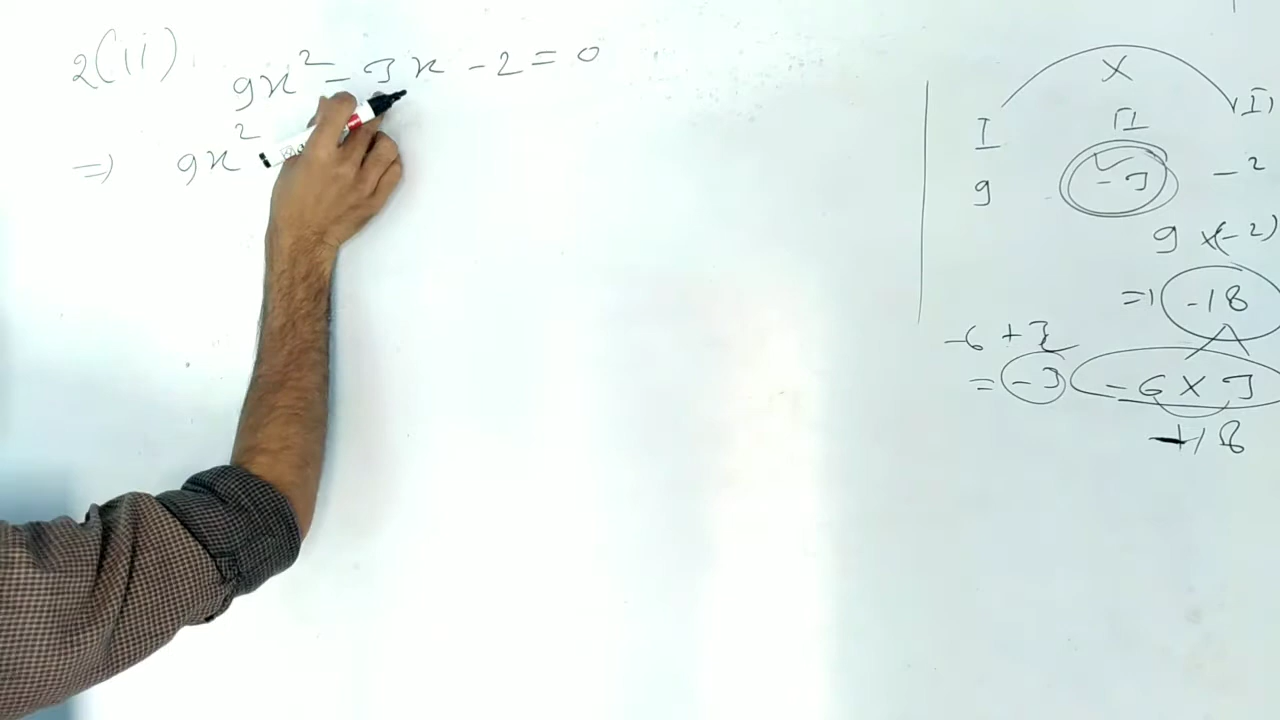 2(ii)
9x² - 3x - 2 = 0
⇒ 9x²
×
I II III
9 -3 -2
9 × (-2)
= -18
-6 + 3
= -3 -6 × 3
18